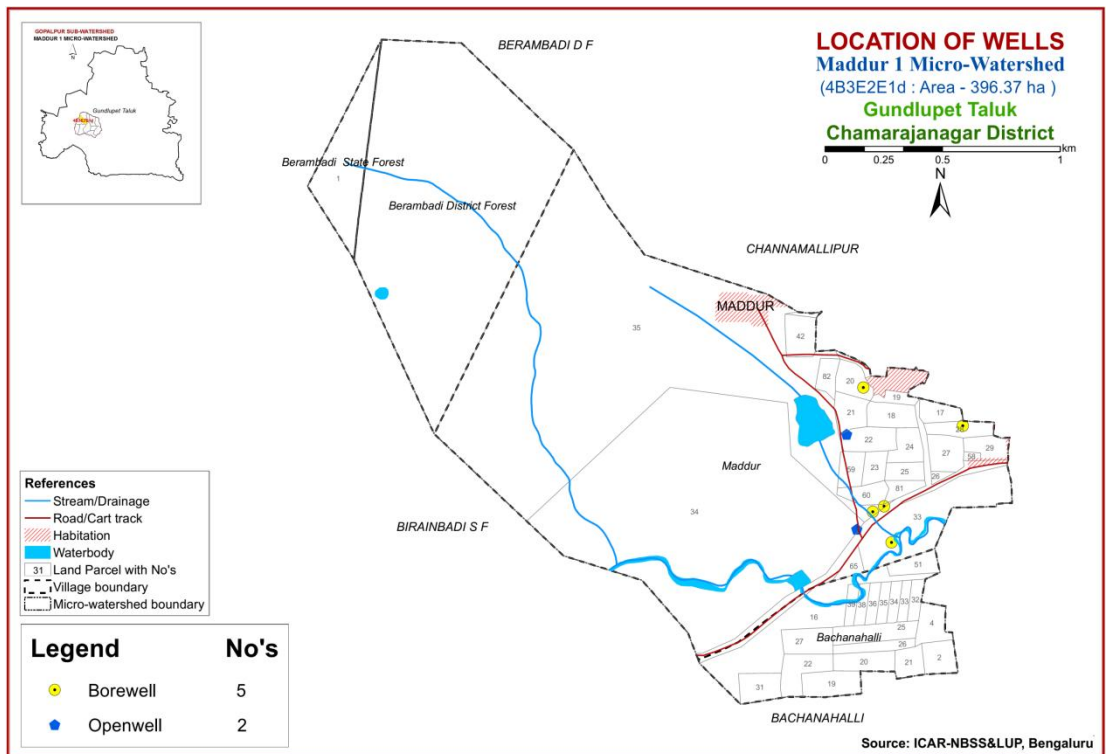 GOPALPUR SUB-WATERSHED
MADDUR 1 MICRO-WATERSHED
N
Gundlupet Taluk
BERAMBADI D F
LOCATION OF WELLS
Maddur 1 Micro-Watershed
(4B3E2E1d : Area - 396.37 ha )
Gundlupet Taluk
Chamarajanagar District
km
0 0.25 0.5 1
N
Berambadi State Forest
1
Berambadi District Forest
CHANNAMALLIPUR
MADDUR
35
42
82 20
19
21 18 17
28
22 24 27 29
58
59 23 25 26
60 81
Maddur
34
33
BIRAINBADI S F
65 51
39 38 36 35 34 33 32
16 4
25
Bachanahalli
27 26
22 20 21 2
31 19
BACHANAHALLI
References
Stream/Drainage
Road/Cart track
Habitation
Waterbody
31 Land Parcel with No's
Village boundary
Micro-watershed boundary
Legend No's
Borewell 5
Openwell 2
Source: ICAR-NBSS&LUP, Bengaluru